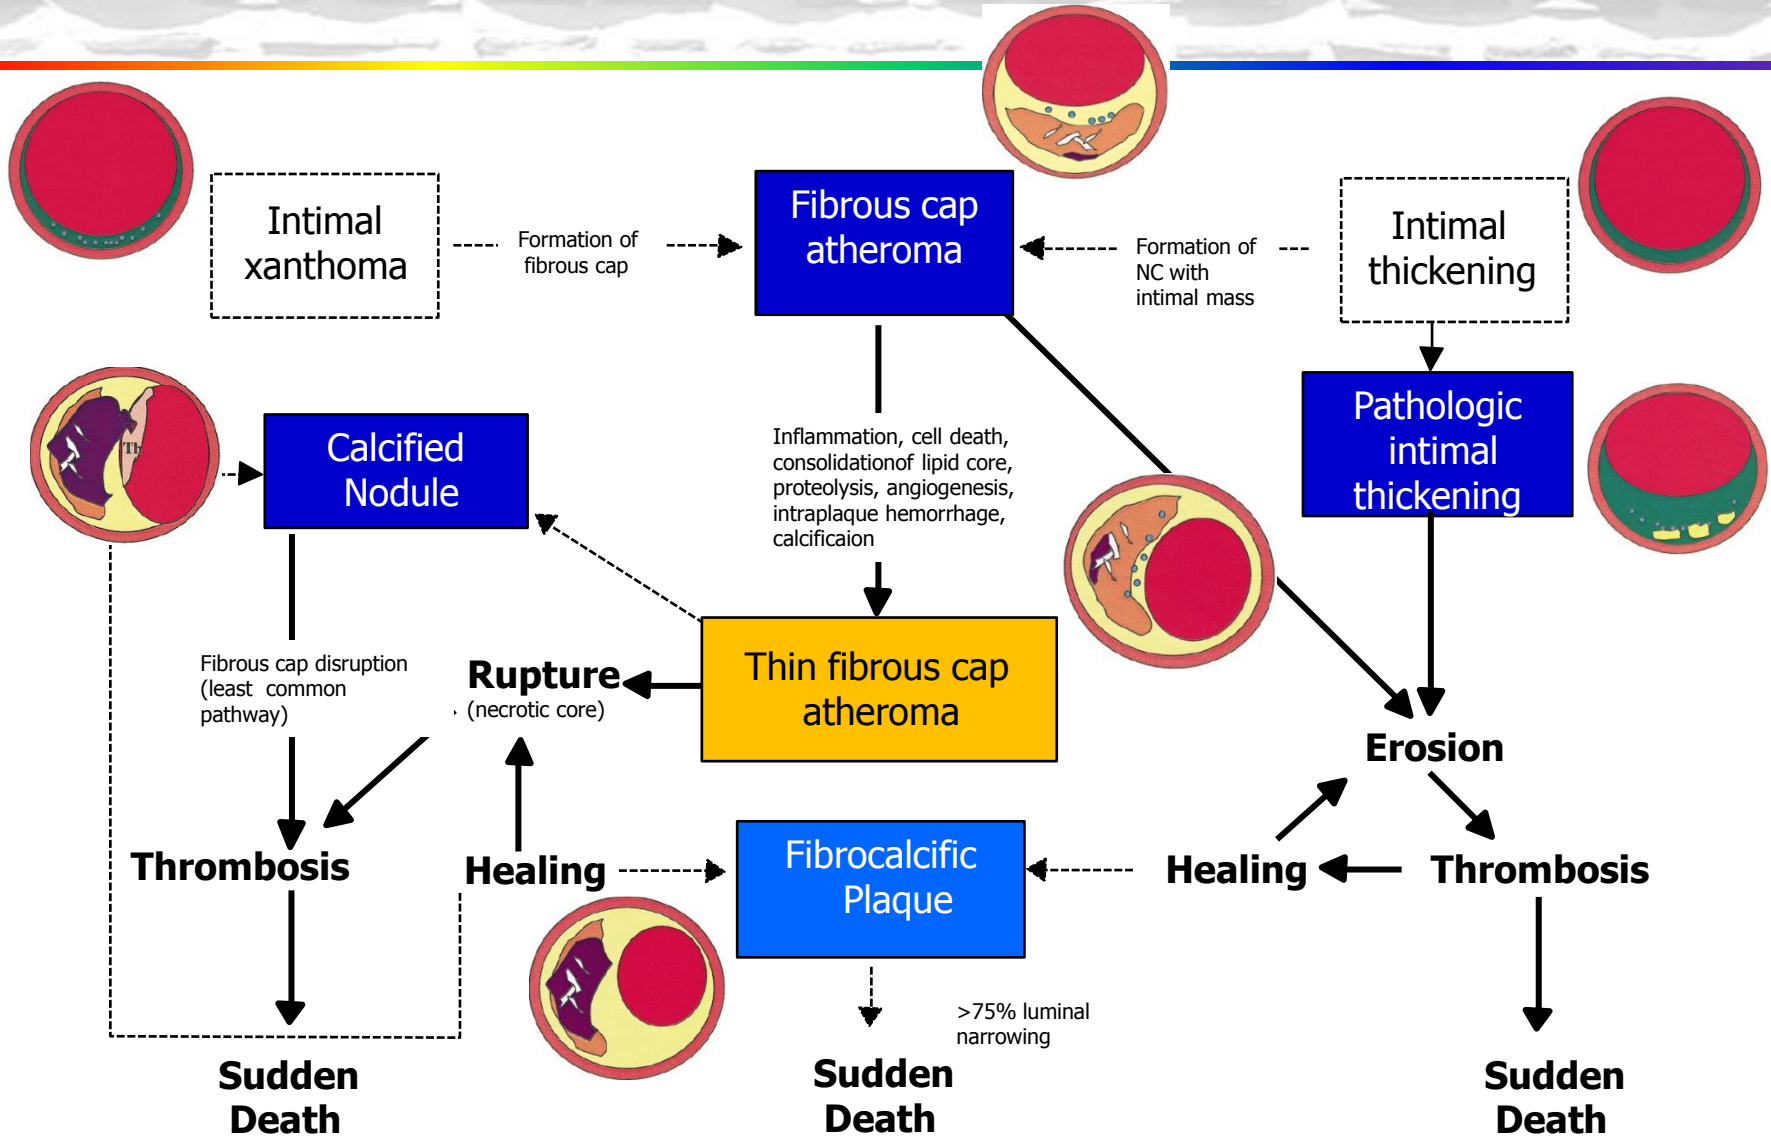 Intimal
xanthoma
Formation of
fibrous cap
Fibrous cap
atheroma
Formation of
NC with
intimal mass
Intimal
thickening
Th
Calcified
Nodule
Inflammation, cell death,
consolidationof lipid core,
proteolysis, angiogenesis,
intraplaque hemorrhage,
calcificaion
Pathologic
intimal
thickening
Fibrous cap disruption
(least common
pathway)
Rupture
(necrotic core)
Thin fibrous cap
atheroma
Erosion
Thrombosis
Healing
Fibrocalcific
Plaque
Healing
Thrombosis
>75% luminal
narrowing
Sudden
Death
Sudden
Death
Sudden
Death